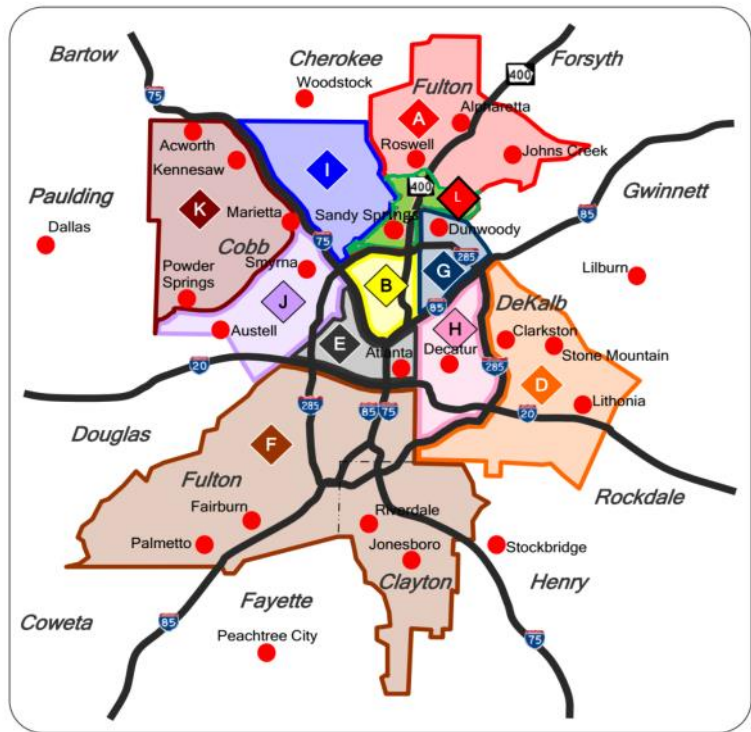 Bartow
Cherokee
Forsyth
Woodstock
Fulton
400
75
Alpharetta
A
Acworth
Roswell
Johns Creek
Kennesaw
I
400
L
Gwinnett
Paulding
K
Marietta
Sandy Springs
85
Dallas
Dunwoody
Cobb
75
285
Smyrna
G
Lilburn
Powder
Springs
B
DeKalb
J
85
H
Clarkston
Austell
E
Atlanta
Decatur
Stone Mountain
20
285
D
285
85
75
20
Lithonia
Douglas
F
Fulton
Rockdale
Fairburn
Riverdale
Palmetto
Jonesboro
Stockbridge
Clayton
Henry
Fayette
Coweta
85
Peachtree City
75